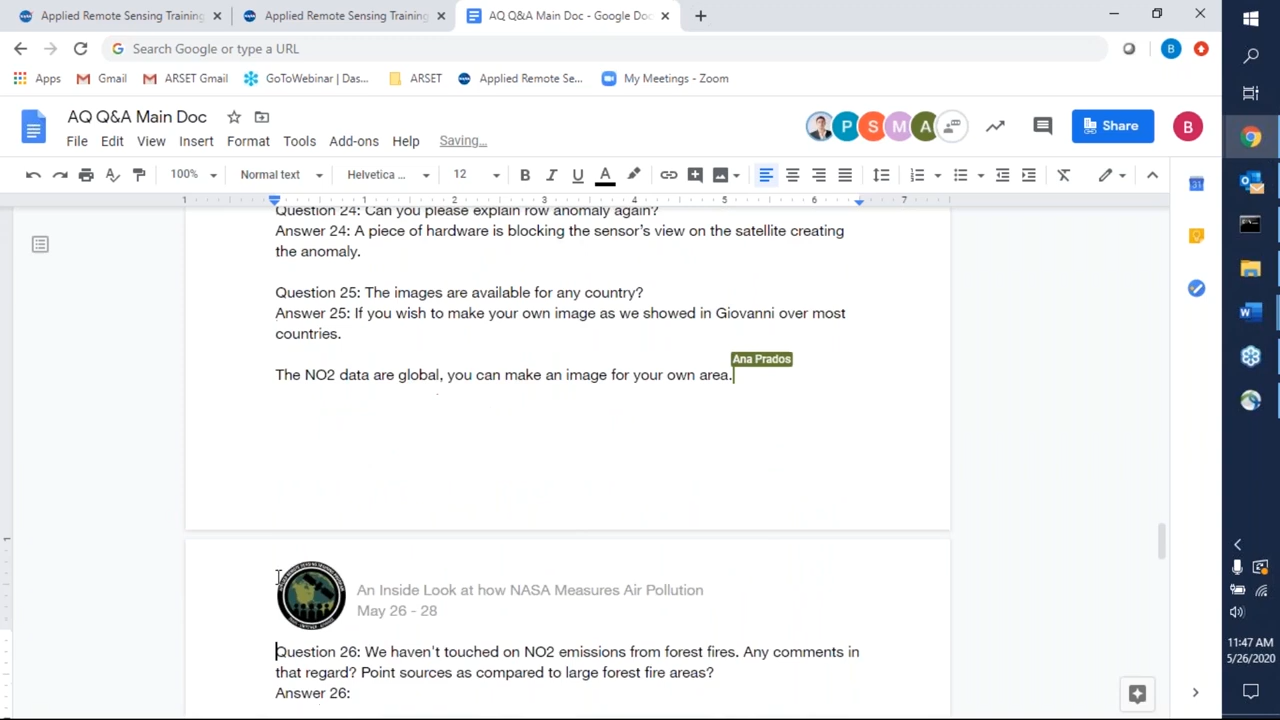 Applied Remote Sensing Training
Applied Remote Sensing Training
AQ Q&A Main Doc - Google Doc
Search Google or type a URL
Apps
Gmail
ARSET Gmail
GoToWebinar | Das...
ARSET
Applied Remote Se...
My Meetings - Zoom
AQ Q&A Main Doc
File Edit View Insert Format Tools Add-ons Help Saving...
P S M A
Share
B
100% Normal text Helvetica ... 12 B I U A
1 1 2 3 4 5 6 7
Question 24: Can you please explain row anomaly again?
Answer 24: A piece of hardware is blocking the sensor's view on the satellite creating
the anomaly.
Question 25: The images are available for any country?
Answer 25: If you wish to make your own image as we showed in Giovanni over most
countries.
Ana Prados
The NO2 data are global, you can make an image for your own area.
An Inside Look at how NASA Measures Air Pollution
May 26 - 28
Question 26: We haven't touched on NO2 emissions from forest fires. Any comments in
that regard? Point sources as compared to large forest fire areas?
Answer 26:
11:47 AM
5/26/2020